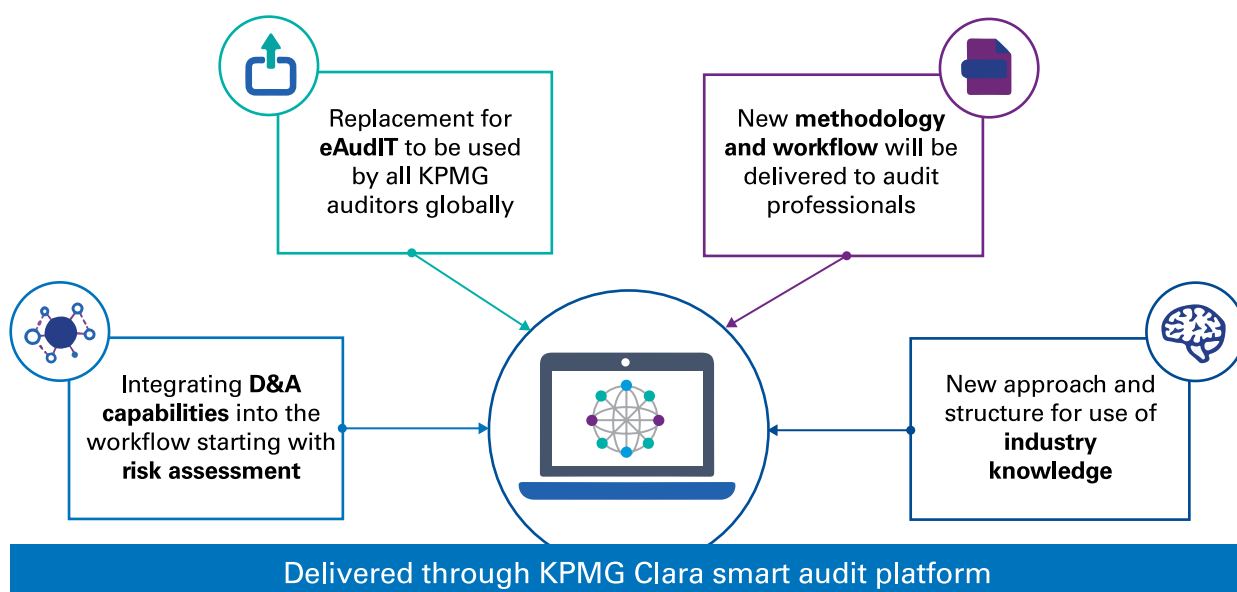 Replacement for
eAudIT to be used
by all KPMG
auditors globally
New methodology
and workflow will be
delivered to audit
professionals
Integrating D&A
capabilities into the
workflow starting with
risk assessment
New approach and
structure for use of
industry
knowledge
Delivered through KPMG Clara smart audit platform